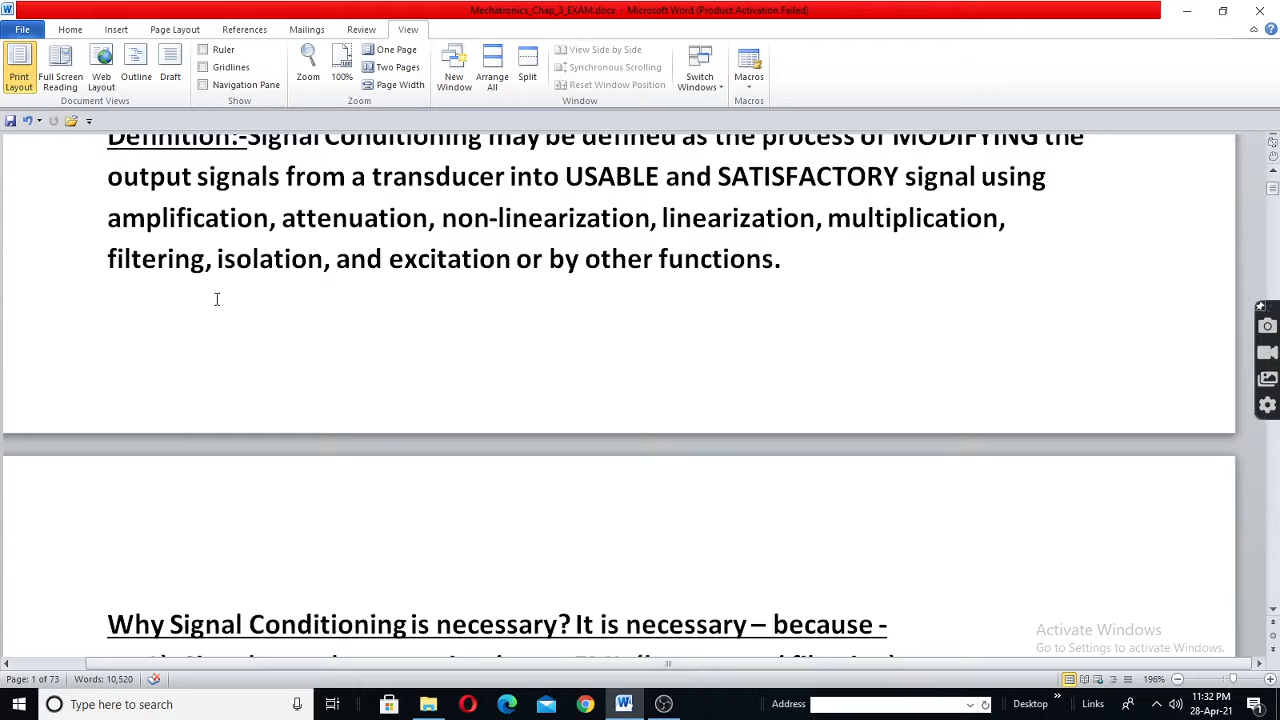 Mechatronics_Chap_3_EXAM.docx - Microsoft Word (Product Activation Failed)
File Home Insert Page Layout References Mailings Review View
Print Layout Full Screen Reading Web Layout Outline Draft
Document Views
Ruler
Gridlines
Navigation Pane
Show
Zoom 100% One Page
Two Pages
Page Width
Zoom
New Window Arrange All Split
View Side by Side
Synchronous Scrolling
Reset Window Position
Window
Switch Windows
Macros
Macros
Definition:-Signal Conditioning may be defined as the process of MODIFYING the
output signals from a transducer into USABLE and SATISFACTORY signal using
amplification, attenuation, non-linearization, linearization, multiplication,
filtering, isolation, and excitation or by other functions.
Why Signal Conditioning is necessary? It is necessary – because -
Activate Windows
Go to Settings to activate Windows.
Page: 1 of 73 Words: 10,520 196%
Type here to search Address Desktop Links 11:32 PM
28-Apr-21